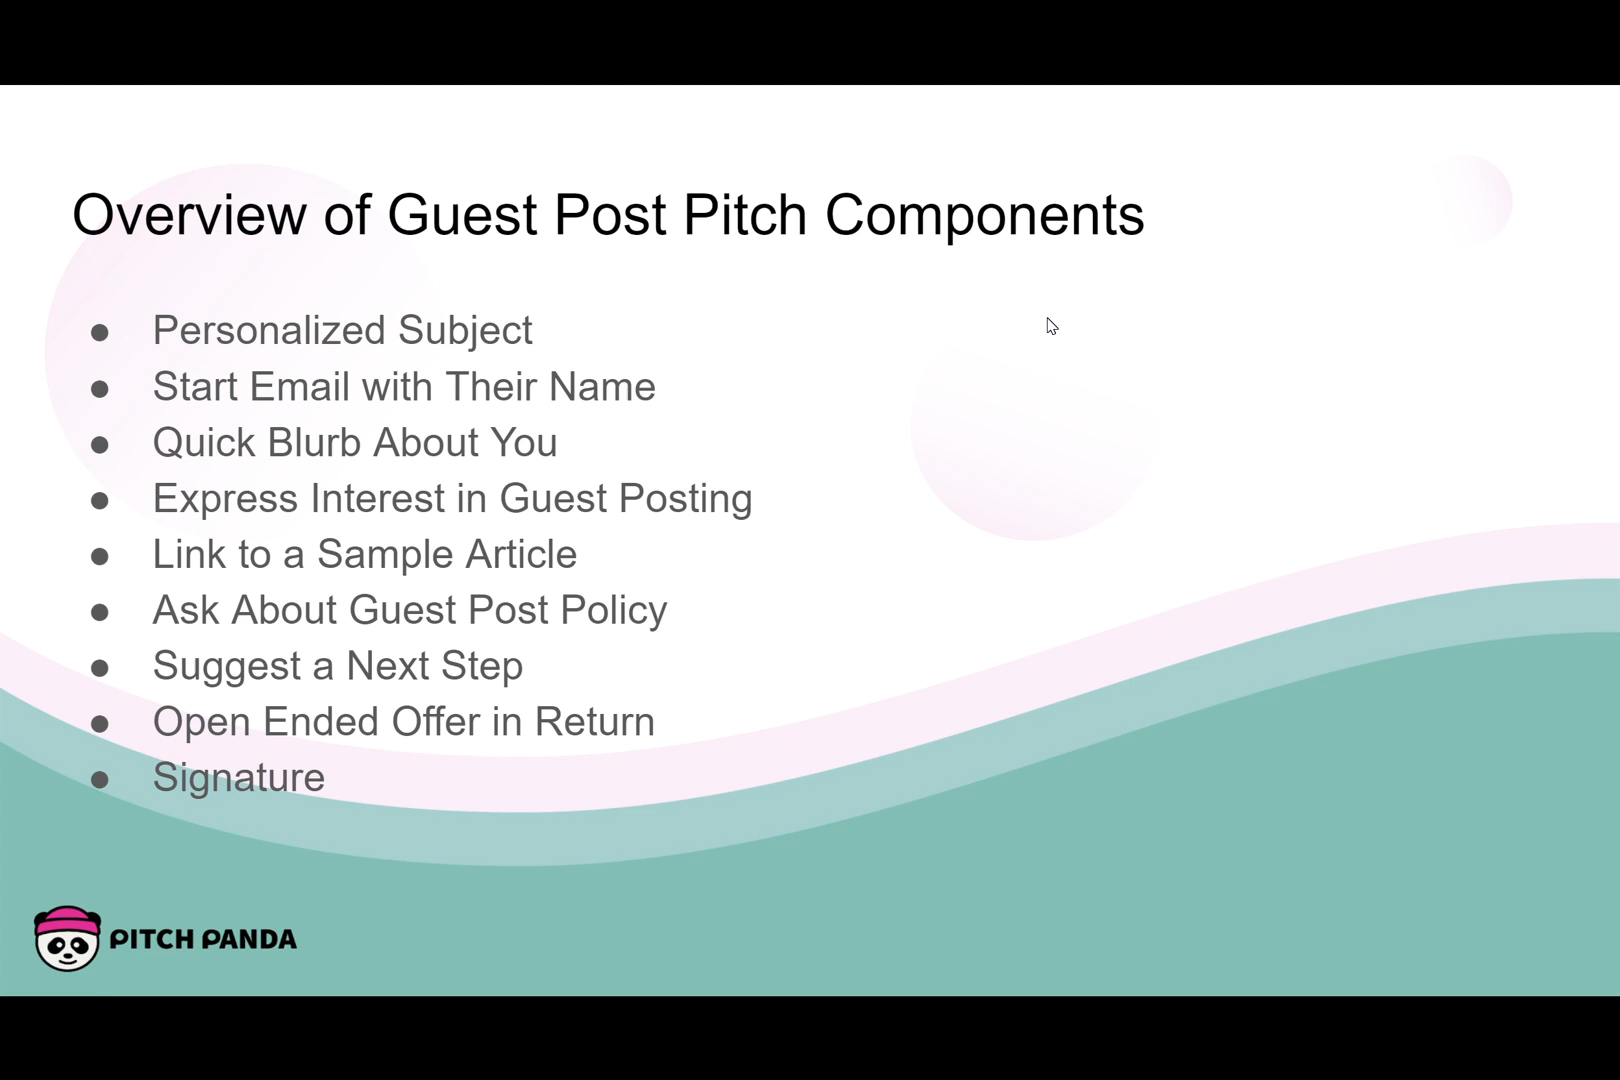 Overview of Guest Post Pitch Components
● Personalized Subject
● Start Email with Their Name
● Quick Blurb About You
● Express Interest in Guest Posting
● Link to a Sample Article
● Ask About Guest Post Policy
● Suggest a Next Step
● Open Ended Offer in Return
● Signature
PITCH PANDA